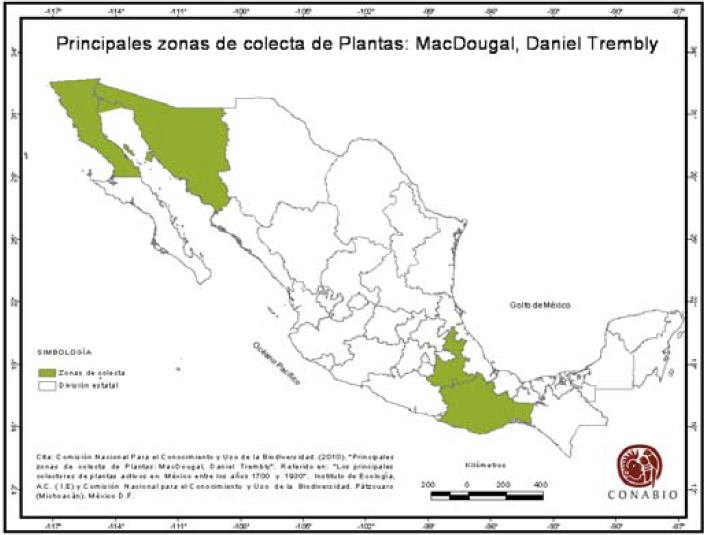 -117° -114° -111° -108° -105° -102° -99° -96° -93° -90° -87°
Principales zonas de colecta de Plantas: MacDougal, Daniel Trembly
Golfo de México
Océano Pacífico
SIMBOLOGÍA
Zonas de colecta
División estatal
Cita: Comisión Nacional Para el Conocimiento y Uso de la Biodiversidad. (2010). "Principales
zonas de colecta de Plantas: MacDougal, Daniel Trembly". Referido en: "Los principales
colectores de plantas activos en México entre los años 1700 y 1930". Instituto de Ecología,
A.C. ( I.E) y Comisión Nacional para el Conocimiento y Uso de la Biodiversidad. Pátzcuaro
(Michoacán). México D.F.
Kilómetros
200 0 200 400
CONABIO
-117° -114° -111° -108° -105° -102° -99° -96° -93° -90° -87°